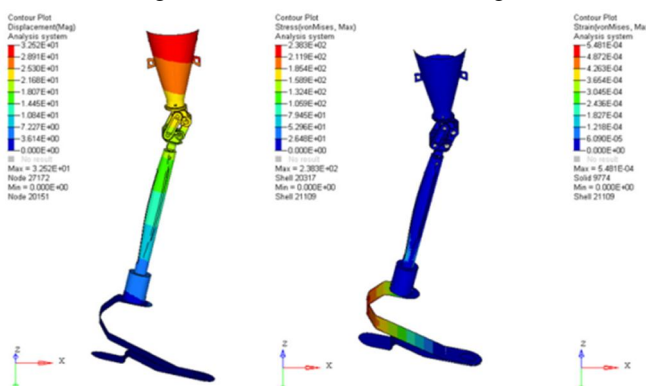 Contour Plot
Displacement(Mag)
Analysis system
3.252E+01
2.891E+01
2.530E+01
2.168E+01
1.807E+01
1.445E+01
1.084E+01
7.227E+00
3.614E+00
0.000E+00
No result
Max = 3.252E+01
Node 27172
Min = 0.000E+00
Node 20151
Z
X
Contour Plot
Stress(vonMises, Max)
Analysis system
2.383E+02
2.119E+02
1.854E+02
1.589E+02
1.324E+02
1.059E+02
7.945E+01
5.296E+01
2.648E+01
0.000E+00
No result
Max = 2.383E+02
Shell 20317
Min = 0.000E+00
Shell 21109
Z
X
Contour Plot
Strain(vonMises, Ma
Analysis system
5.481E-04
4.872E-04
4.263E-04
3.654E-04
3.045E-04
2.436E-04
1.827E-04
1.218E-04
6.090E-05
0.000E+00
No result
Max = 5.481E-04
Solid 9774
Min = 0.000E+00
Shell 21109
Z
X